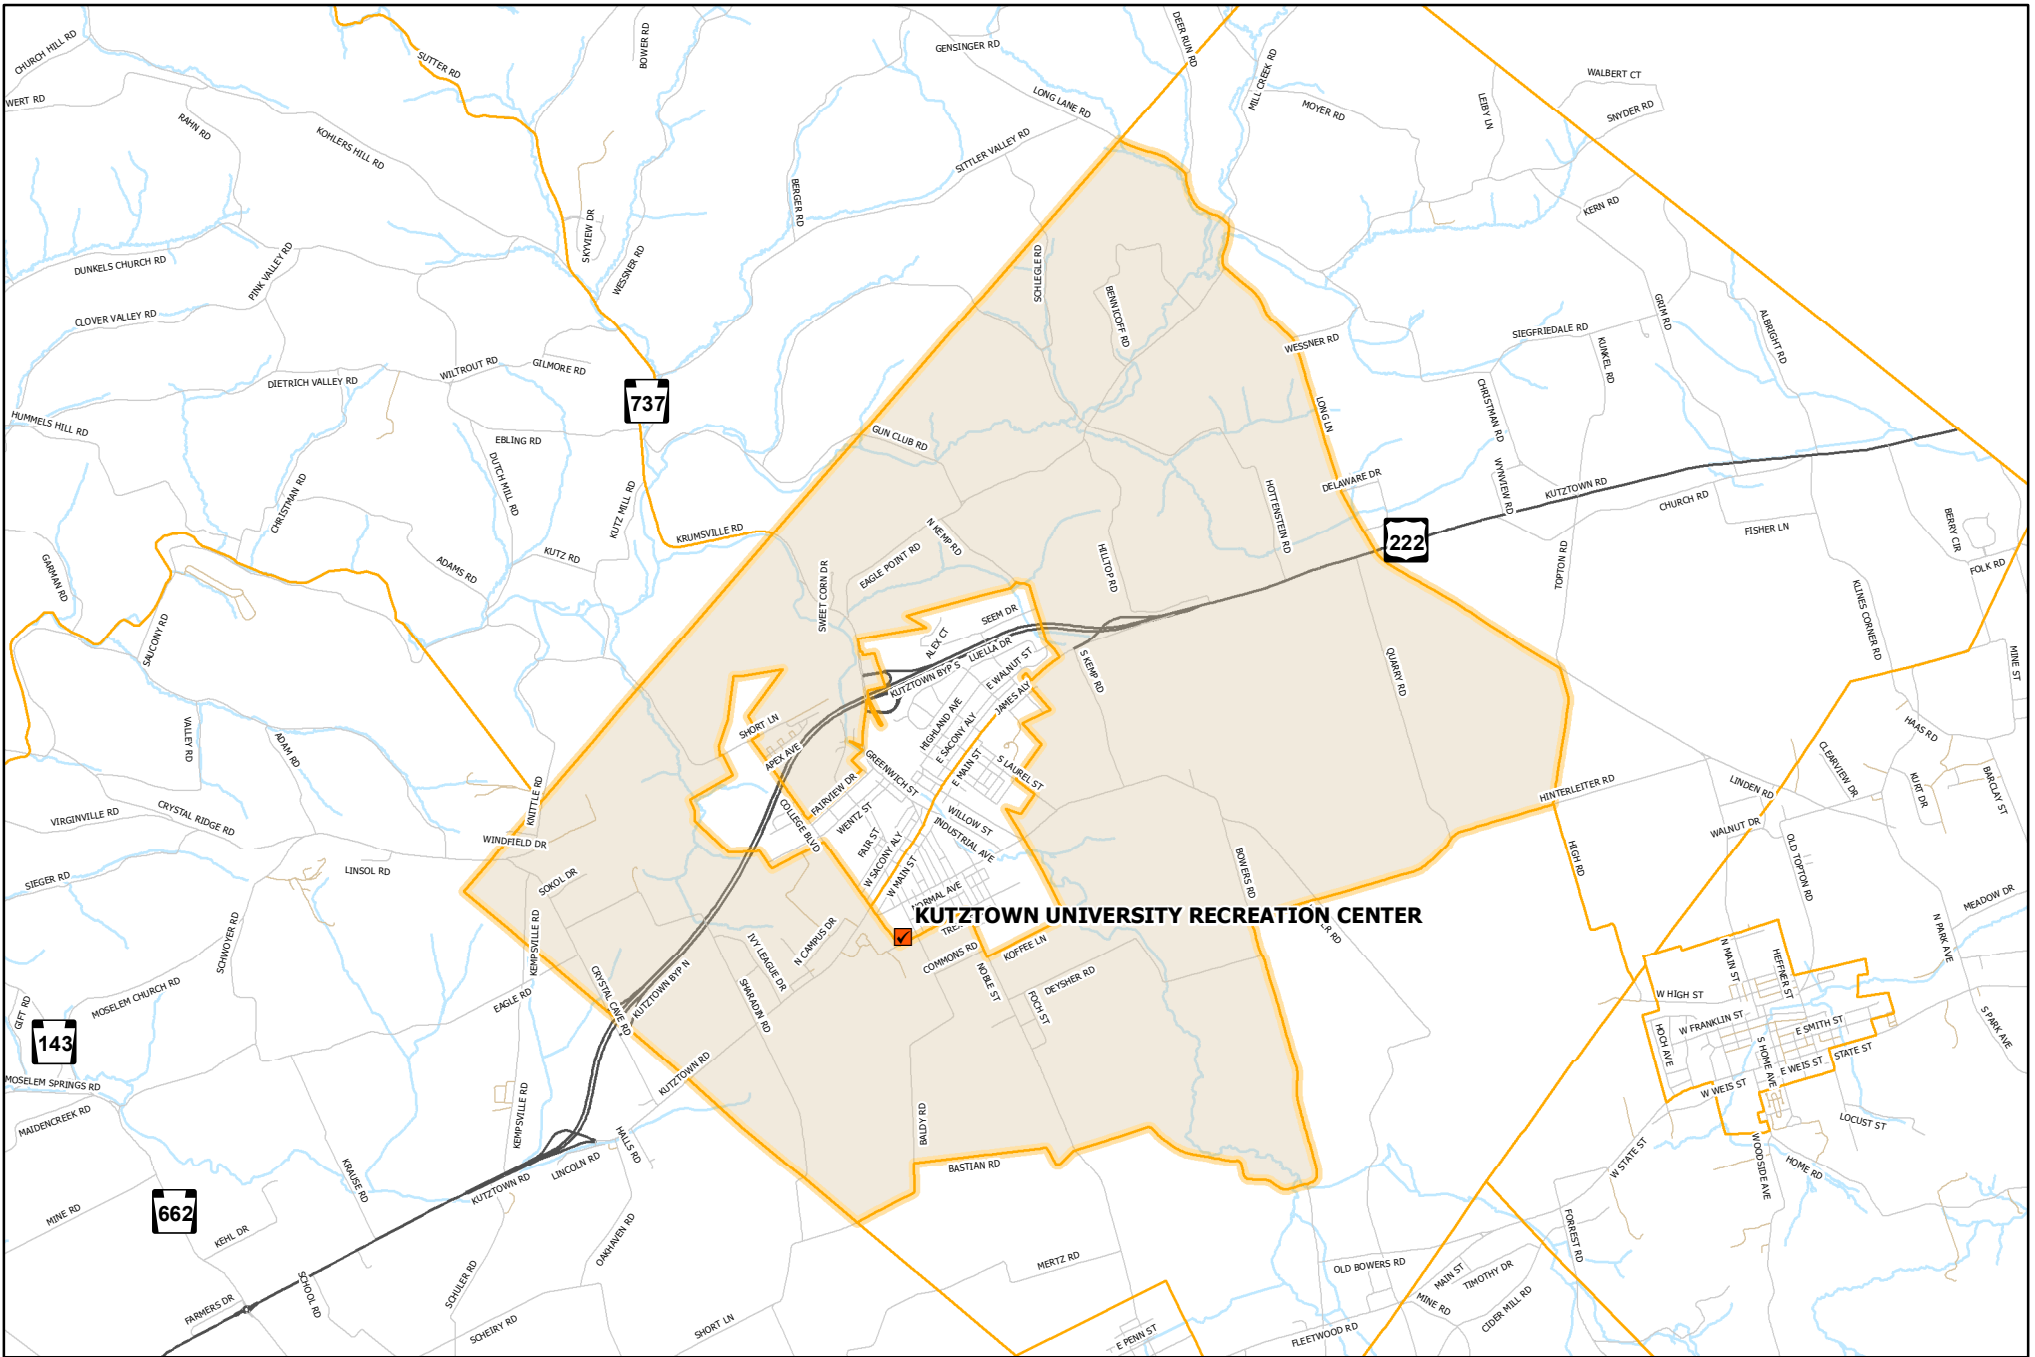 CHURCH HILL RD
WERT RD
RAHN RD
KOHLERS HILL RD
SUTTER RD
BOWER RD
GENSINGER RD
DEER RUN RD
MILL CREEK RD
LONG LANE RD
MOYER RD
LEIBY LN
WALBERT CT
SNYDER RD
SITTLER VALLEY RD
BERGER RD
KERN RD
SKYVIEW DR
WESSNER RD
DUNKELS CHURCH RD
PINK VALLEY RD
CLOVER VALLEY RD
SCHLEGLE RD
BENNICOFF RD
WESSNER RD
SIEGFRIEDALE RD
GRIM RD
ALBRIGHT RD
KUNKEL RD
DIETRICH VALLEY RD
WILTROUT RD
GILMORE RD
737
HUMMELS HILL RD
EBLING RD
GUN CLUB RD
LONG LN
CHRISTMAN RD
DUTCH MILL RD
CHRISTMAN RD
KUTZ MILL RD
HOTTENSTEIN RD
DELAWARE DR
WYNVIEW RD
KUTZTOWN RD
CHURCH RD
FISHER LN
BERRY CIR
FOLK RD
KRUMSVILLE RD
N KEMP RD
EAGLE POINT RD
HILLTOP RD
222
TOPTON RD
KUTZ RD
ADAMS RD
GARMAN RD
SAUCONY RD
SWEET CORN DR
SEEM DR
ALEX CT
LUELLA DR
KUTZTOWN BYP S
E WALNUT ST
JAMES ALY
S KEMP RD
QUARRY RD
KLINES CORNER RD
MINE ST
HIGHLAND AVE
E SACONY ALY
E MAIN ST
S LAUREL ST
SHORT LN
APEX AVE
GREENWICH ST
FAIRVIEW DR
COLLEGE BLVD
WENTZ ST
WILLOW ST
INDUSTRIAL AVE
FAIR ST
W SACONY ALY
W MAIN ST
NORMAL AVE
VALLEY RD
ADAM RD
KNITTLE RD
VIRGINVILLE RD
CRYSTAL RIDGE RD
WINDFIELD DR
LINSOL RD
SIEGER RD
SOKOL DR
HAAS RD
CLEARVIEW DR
KURT DR
BARCLAY ST
LINDEN RD
HINTERLEITER RD
WALNUT DR
OLD TOPTON RD
HIGH RD
BOWERS RD
KUTZTOWN UNIVERSITY RECREATION CENTER
COMMONS RD
KOFFEE LN
NOBLE ST
DEYSHER RD
FOCH ST
N CAMPUS DR
IVY LEAGUE DR
SHARADIN RD
KEMPSVILLE RD
CRYSTAL CAVE RD
KUTZTOWN BYP N
EAGLE RD
SCHWOYER RD
MOSELEM CHURCH RD
GIFT RD
143
MOSELEM SPRINGS RD
MAIDENCREEK RD
KUTZTOWN RD
KEMPSVILLE RD
HALLS RD
LINCOLN RD
KUTZTOWN RD
KRAUSE RD
MINE RD
662
KEHL DR
OAKHAVEN RD
SCHULER RD
SCHOOL RD
FARMERS DR
SCHEIRY RD
SHORT LN
BALDY RD
BASTIAN RD
MERTZ RD
E PENN ST
FLEETWOOD RD
OLD BOWERS RD
MAIN ST
TIMOTHY DR
MINE RD
CIDER MILL RD
FORREST RD
W STATE ST
MEADOW DR
N PARK AVE
S PARK AVE
N MAIN ST
HEFFNER ST
W HIGH ST
W FRANKLIN ST
HOCH AVE
E SMITH ST
S HOME AVE
E WEIS ST
STATE ST
W WEIS ST
LOCUST ST
WOODSIDE AVE
HOME RD